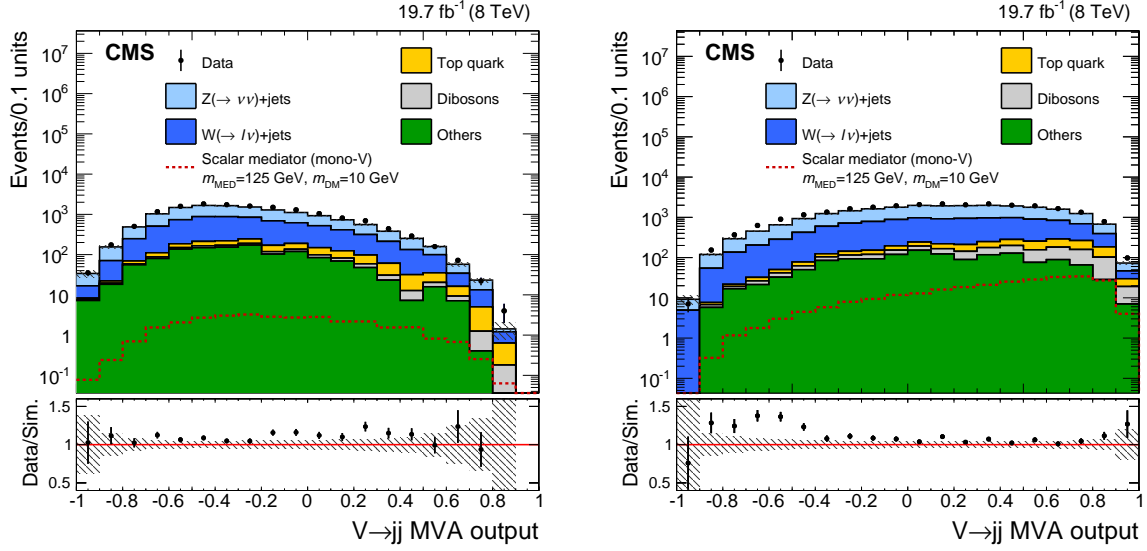 19.7 fb⁻¹ (8 TeV)
Events/0.1 units
10⁷
10⁶
10⁵
10⁴
10³
10²
10
1
10⁻¹
CMS
Data
Z(→ νν)+jets
W(→ lν)+jets
Scalar mediator (mono-V)
m_MED=125 GeV, m_DM=10 GeV
Top quark
Dibosons
Others
Data/Sim.
1.5
1
0.5
-1 -0.8 -0.6 -0.4 -0.2 0 0.2 0.4 0.6 0.8 1
V→jj MVA output
19.7 fb⁻¹ (8 TeV)
Events/0.1 units
10⁷
10⁶
10⁵
10⁴
10³
10²
10
1
10⁻¹
CMS
Data
Z(→ νν)+jets
W(→ lν)+jets
Scalar mediator (mono-V)
m_MED=125 GeV, m_DM=10 GeV
Top quark
Dibosons
Others
Data/Sim.
1.5
1
0.5
-1 -0.8 -0.6 -0.4 -0.2 0 0.2 0.4 0.6 0.8 1
V→jj MVA output